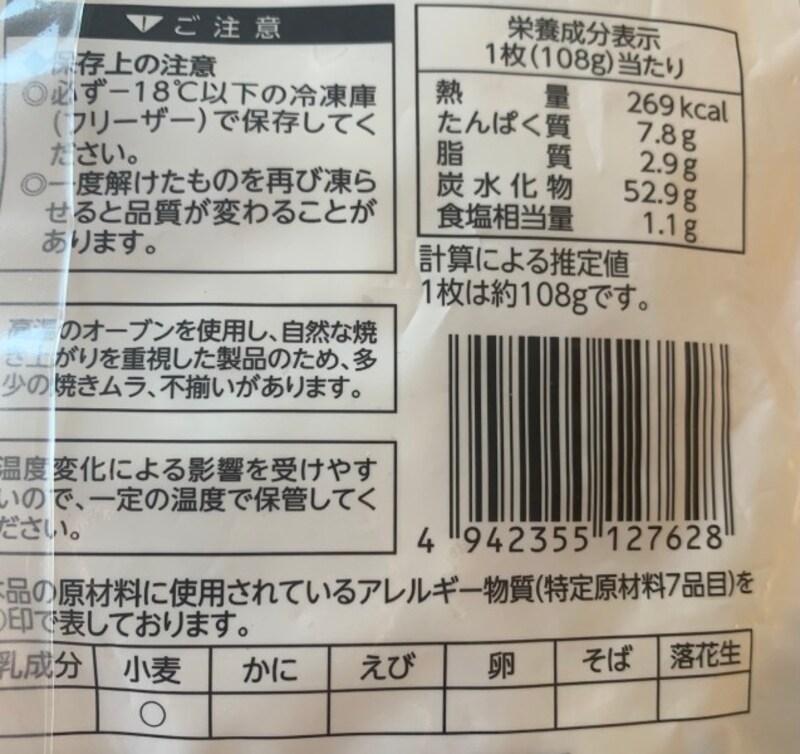 ご注意
保存上の注意
◎必ず−18℃以下の冷凍庫
(フリーザー)で保存してく
ださい。
◎一度解けたものを再び凍ら
せると品質が変わることが
あります。
高温のオーブンを使用し、自然な焼
き上がりを重視した製品のため、多
少の焼きムラ、不揃いがあります。
温度変化による影響を受けやす
いので、一定の温度で保管してく
ださい。
栄養成分表示
1枚(108g)当たり
熱量 269kcal
たんぱく質 7.8g
脂質 2.9g
炭水化物 52.9g
食塩相当量 1.1g
計算による推定値
1枚は約108gです。
4 942355 127628
本品の原材料に使用されているアレルギー物質(特定原材料7品目)を
○印で表しております。
乳成分 小麦 かに えび 卵 そば 落花生
○